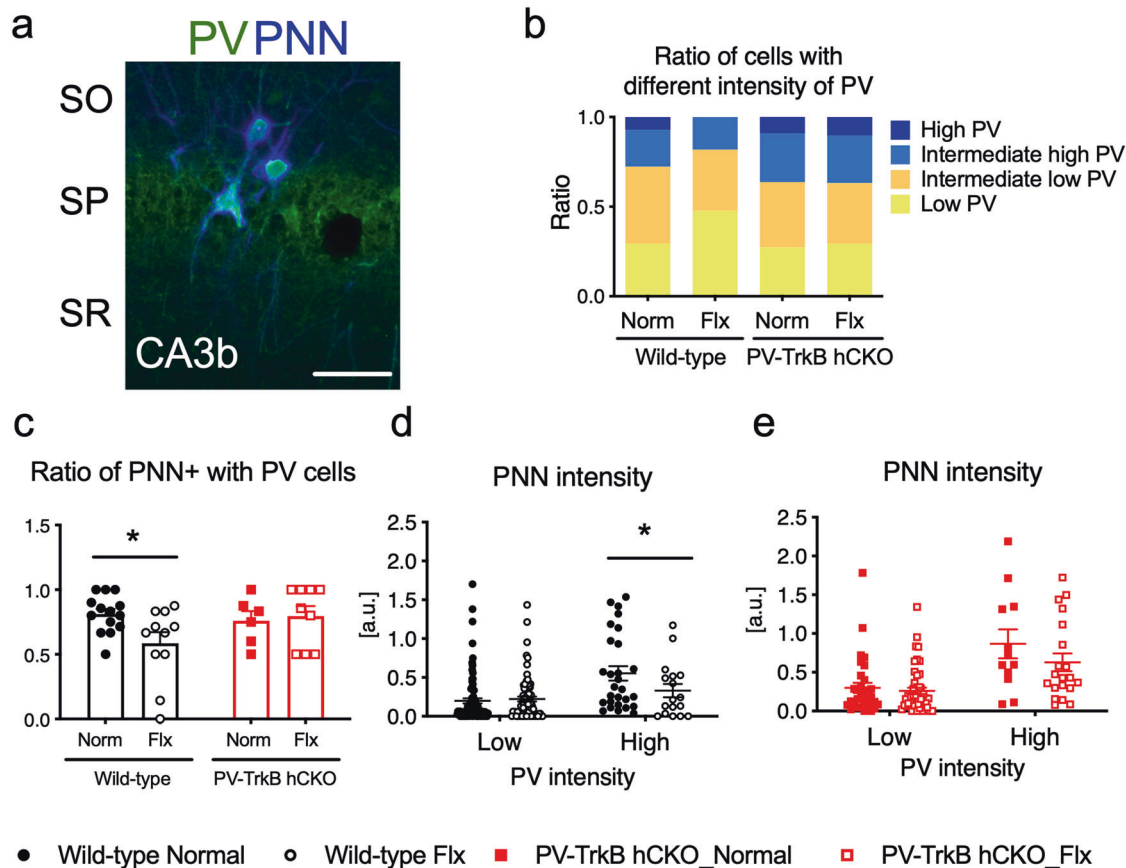 a
PV PNN
SO
SP
SR
CA3b
b
Ratio of cells with
different intensity of PV
Ratio
1.0
0.5
0.0
Norm Flx Norm Flx
Wild-type PV-TrkB hCKO
High PV
Intermediate high PV
Intermediate low PV
Low PV
c
Ratio of PNN+ with PV cells
1.5
1.0
0.5
0.0
*
Norm Flx Norm Flx
Wild-type PV-TrkB hCKO
d
PNN intensity
[a.u.]
2.5
2.0
1.5
1.0
0.5
0.0
*
Low High
PV intensity
e
PNN intensity
[a.u.]
2.5
2.0
1.5
1.0
0.5
0.0
Low High
PV intensity
Wild-type Normal Wild-type Flx PV-TrkB hCKO_Normal PV-TrkB hCKO_Flx